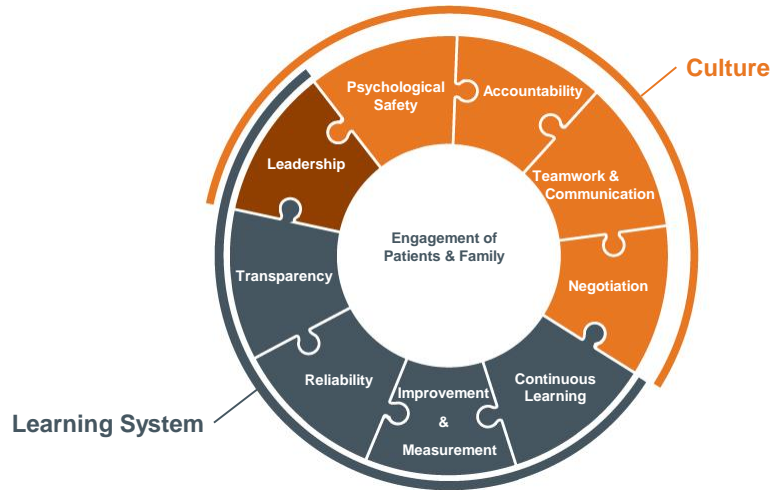 Culture
Psychological
Safety
Accountability
Leadership
Teamwork &
Communication
Engagement of
Patients & Family
Transparency
Negotiation
Reliability
Improvement
&
Measurement
Continuous
Learning
Learning System